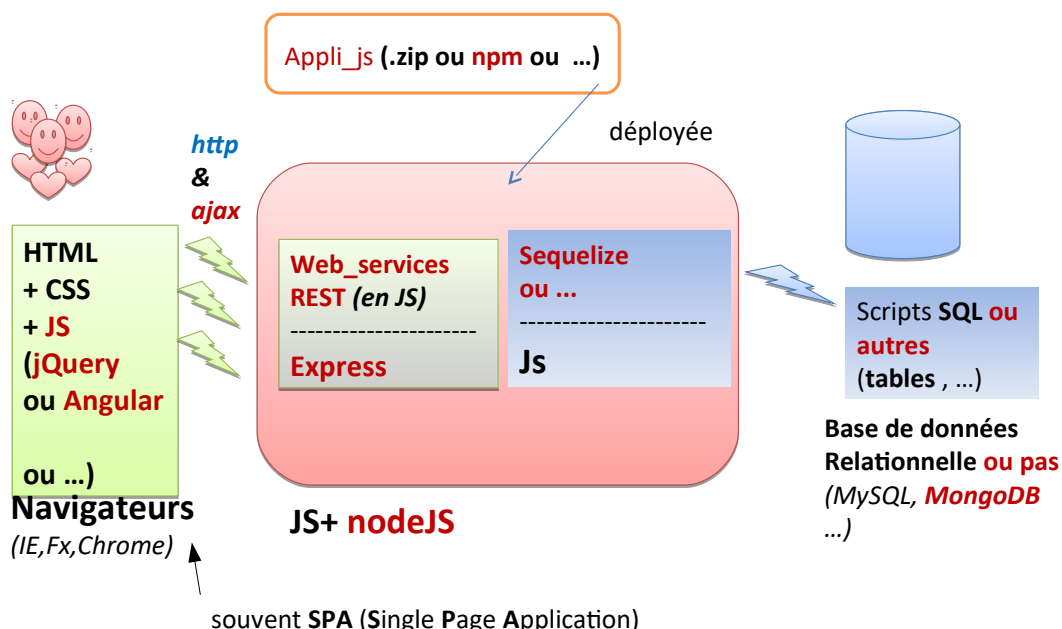 Appli_js (.zip ou npm ou …)
déployée
http
&
ajax
HTML
+ CSS
+ JS
(jQuery
ou Angular
ou …)
Navigateurs
(IE,Fx,Chrome)
Web_services
REST (en JS)
----------------------
Express
Sequelize
ou ...
----------------------
Js
JS+ nodeJS
Scripts SQL ou
autres
(tables , …)
Base de données
Relationnelle ou pas
(MySQL, MongoDB
…)
souvent SPA (Single Page Application)